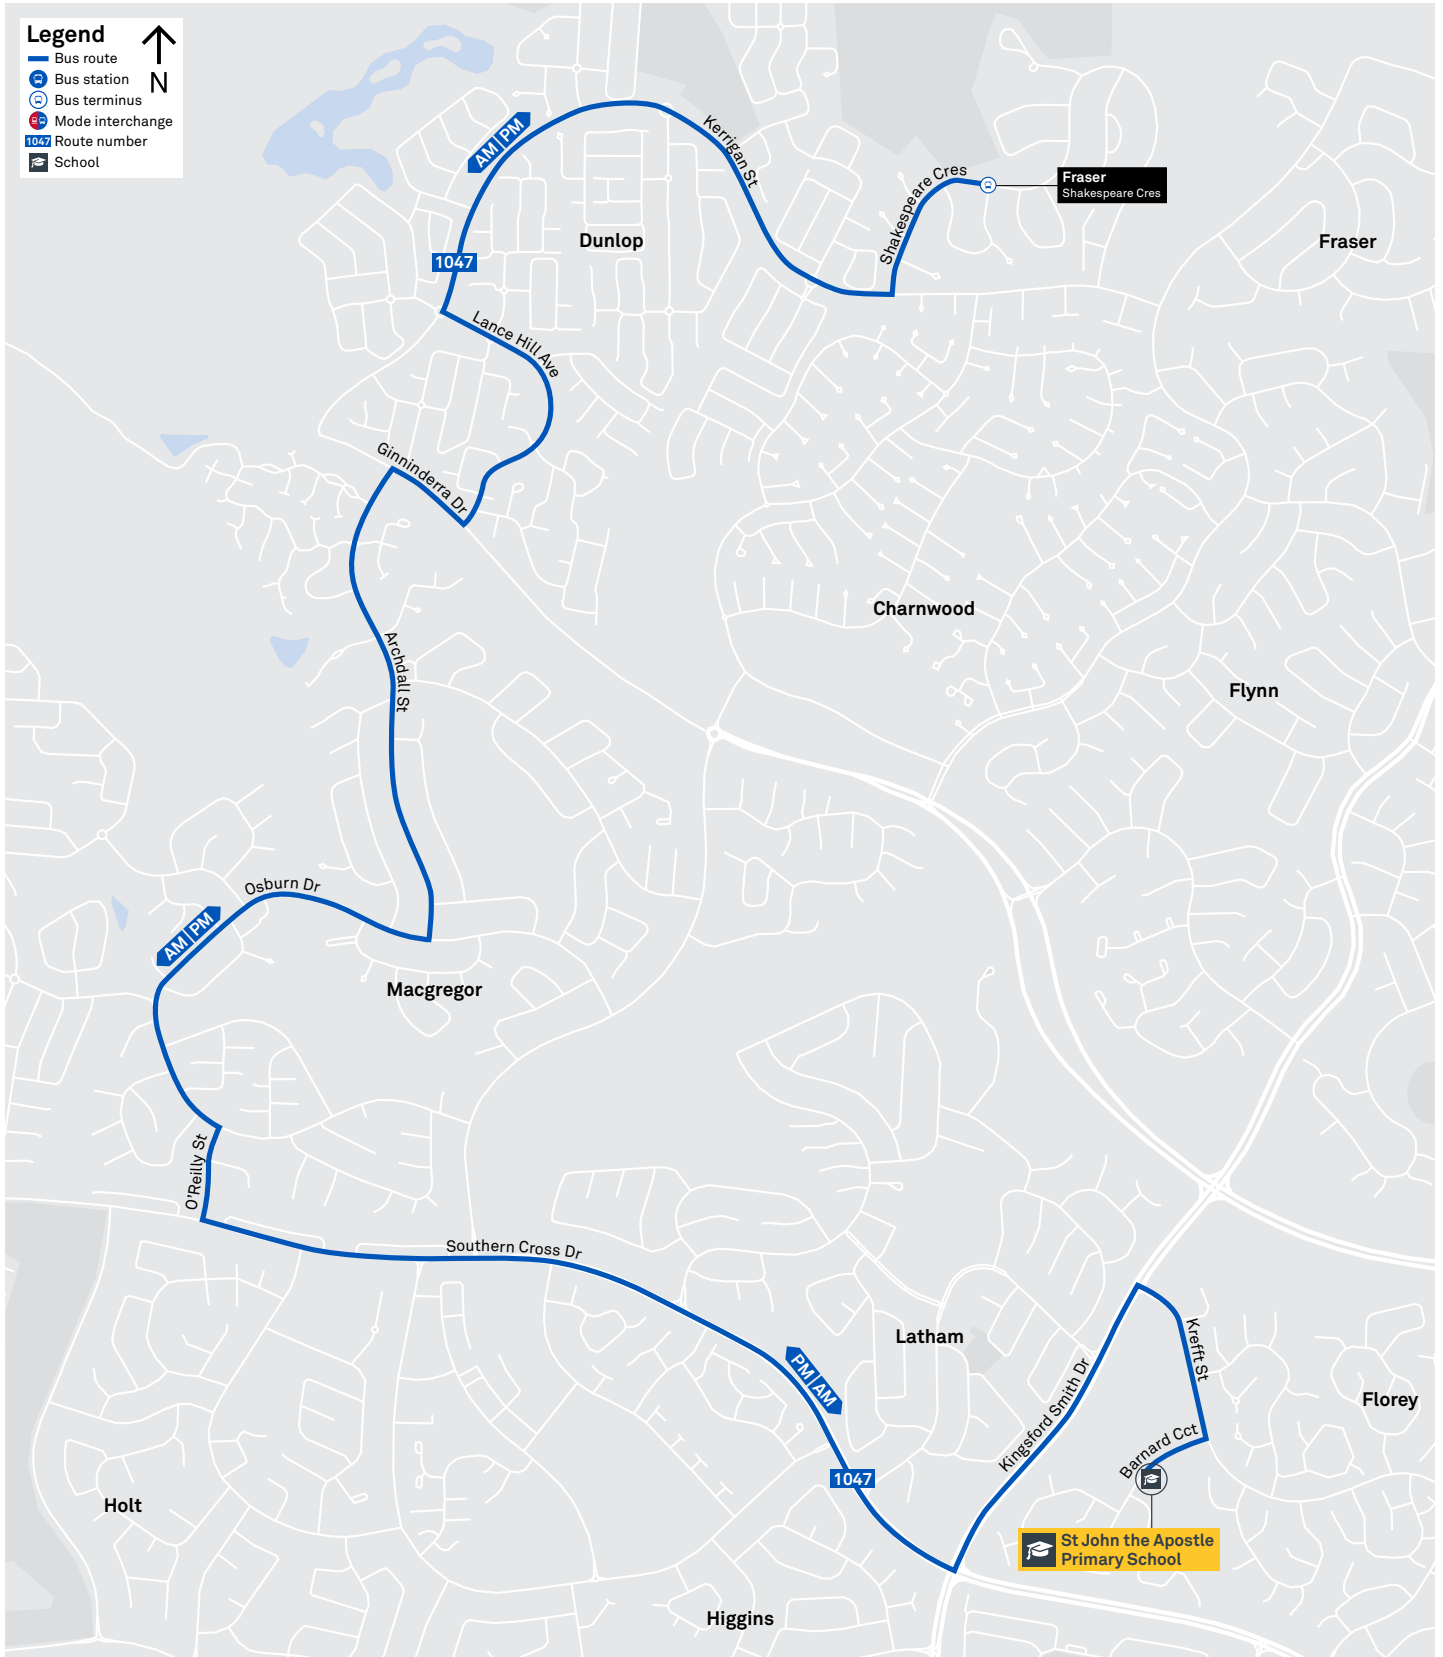 Legend
N
Bus route
Bus station
Bus terminus
Mode interchange
1047 Route number
School
AM|PM
Kerrigan St
Shakespeare Cres
Fraser
Shakespeare Cres
Dunlop
Fraser
1047
Lance Hill Ave
Ginninderra Dr
Charnwood
Archdall St
Flynn
Osburn Dr
AM|PM
Macgregor
O'Reilly St
Southern Cross Dr
Latham
Krefft St
PM|AM
Kingsford Smith Dr
Florey
Barnard Cct
1047
Holt
St John the Apostle
Primary School
Higgins